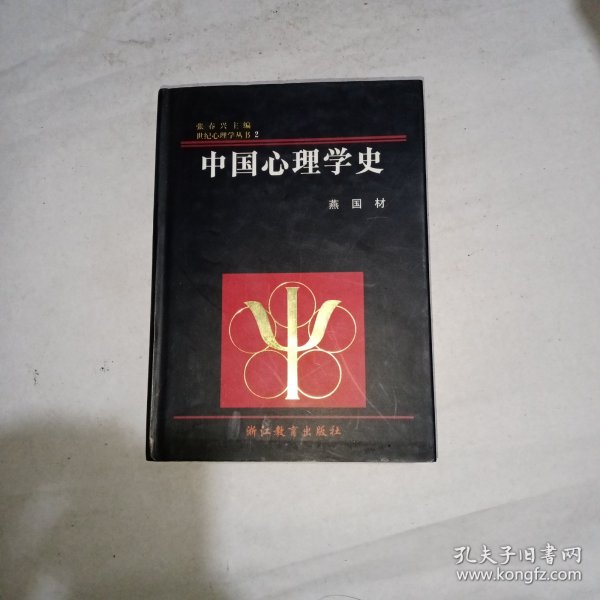 张春兴主编
世纪心理学丛书 2
中国心理学史
燕国材
浙江教育出版社
孔夫子旧书网
www.kongfz.com